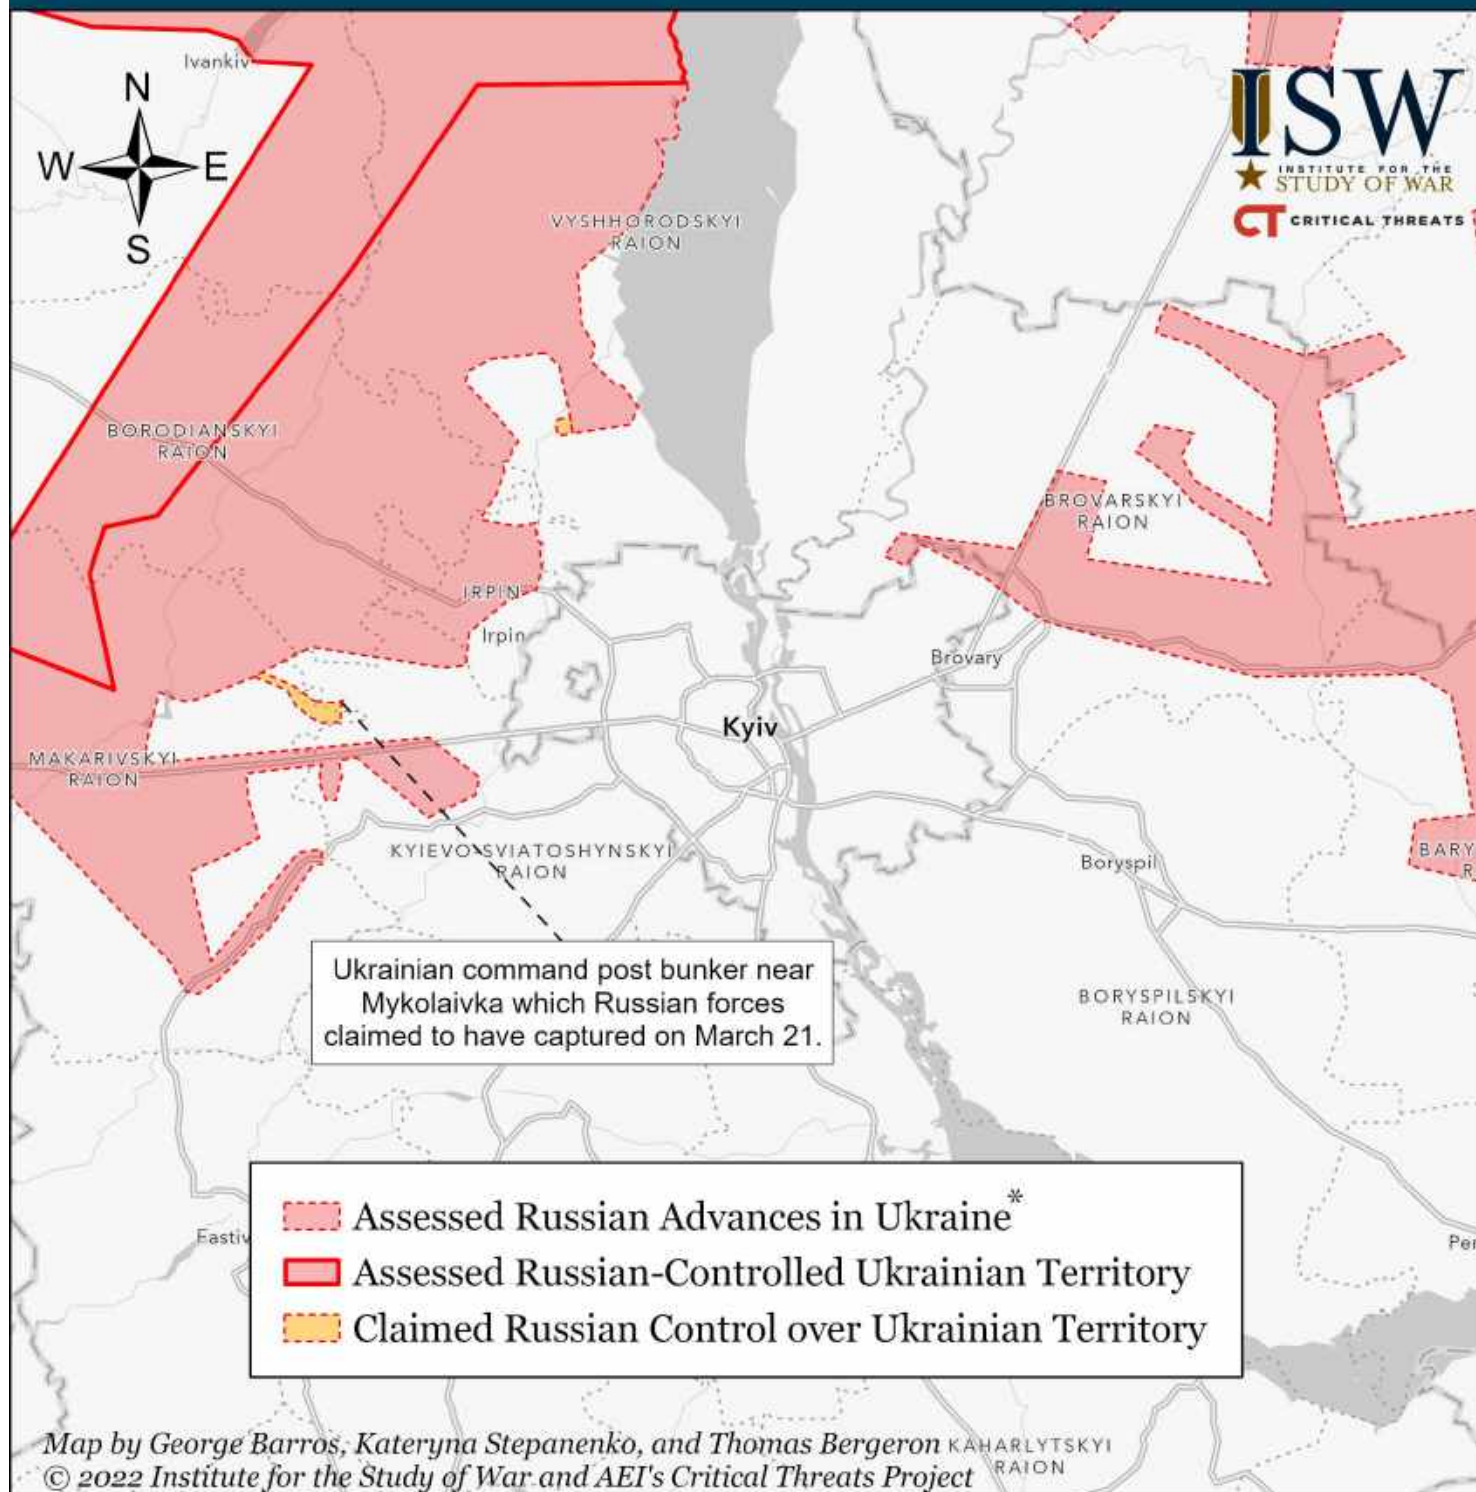 Ivankiv
N
W
E
S
ISW
INSTITUTE FOR THE
STUDY OF WAR
CT CRITICAL THREATS
VYSHHORODSKYI
RAION
BORODIANSKYI
RAION
BROVARSKYI
RAION
IRPIN
Irpin
Brovary
Kyiv
MAKARIVSKYI
RAION
KYIEVO-SVIATOSHYNSKYI
RAION
Boryspil
BARY
R
Ukrainian command post bunker near
Mykolaivka which Russian forces
claimed to have captured on March 21.
BORYSPILSKYI
RAION
Fastiv
Per
Assessed Russian Advances in Ukraine*
Assessed Russian-Controlled Ukrainian Territory
Claimed Russian Control over Ukrainian Territory
Map by George Barros, Kateryna Stepanenko, and Thomas Bergeron
KAHARLYTSKYI
RAION
© 2022 Institute for the Study of War and AEI's Critical Threats Project